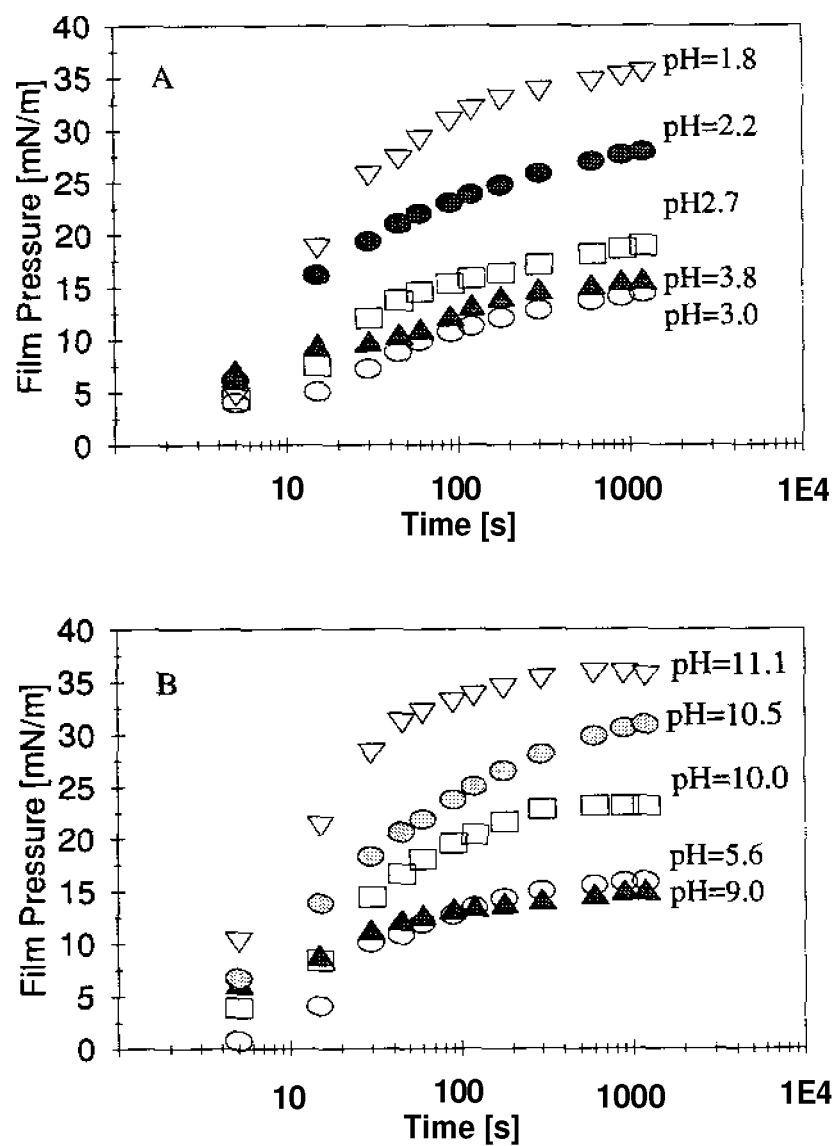 40
A
pH=1.8
35
30
pH=2.2
25
pH2.7
20
15
pH=3.8
pH=3.0
10
5
0
Film Pressure [mN/m]
10 100 1000 1E4
Time [s]
40
B
pH=11.1
35
pH=10.5
30
pH=10.0
25
20
pH=5.6
15
pH=9.0
10
5
0
Film Pressure [mN/m]
10 100 1000 1E4
Time [s]